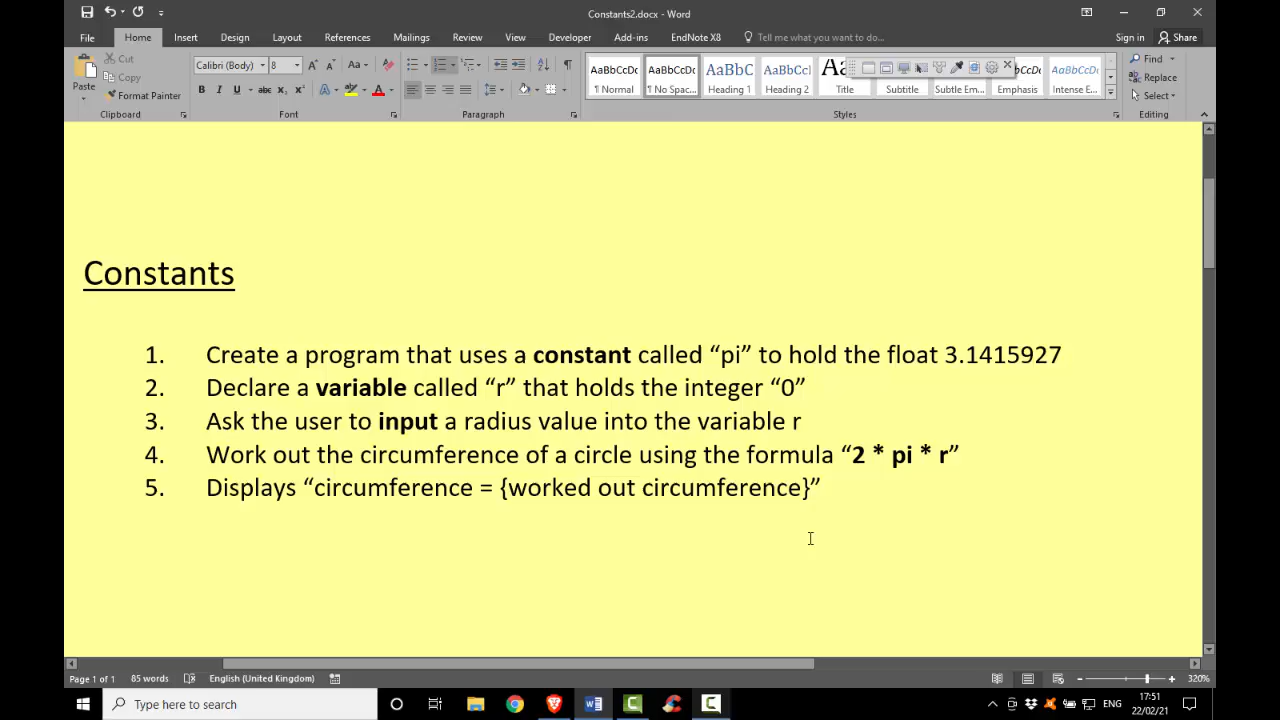 Constants2.docx - Word
File Home Insert Design Layout References Mailings Review View Developer Add-ins EndNote X8 Tell me what you want to do... Sign in Share
Paste
Cut
Copy
Format Painter
Calibri (Body) 8
AaBbCcDc AaBbCcDc AaBbC AaBbCcI Aa bCcDc AaBbCcDc
¶ Normal ¶ No Spac... Heading 1 Heading 2 Title Subtitle Subtle Em... Emphasis Intense E...
Find
Replace
Select
Clipboard Font Paragraph Styles Editing
Constants
1. Create a program that uses a constant called “pi” to hold the float 3.1415927
2. Declare a variable called “r” that holds the integer “0”
3. Ask the user to input a radius value into the variable r
4. Work out the circumference of a circle using the formula “2 * pi * r”
5. Displays “circumference = {worked out circumference}”
Page 1 of 1 85 words English (United Kingdom) 320%
Type here to search
ENG
17:51
22/02/21